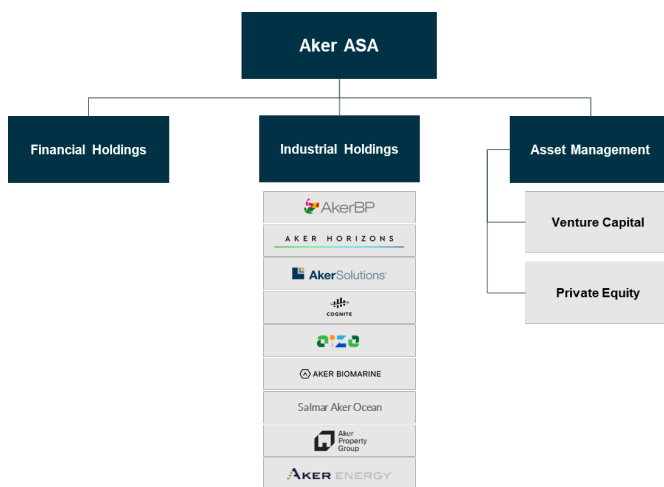 Aker ASA
Financial Holdings
Industrial Holdings
Asset Management
AkerBP
AKER HORIZONS
AkerSolutions
COGNITE
aize
AKER BIOMARINE
Salmar Aker Ocean
Aker
Property
Group
AKER ENERGY
Venture Capital
Private Equity